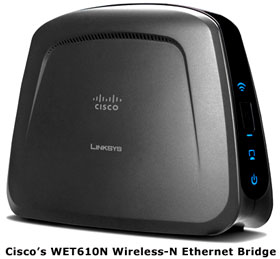 CISCO
LINKSYS
Cisco's WET610N Wireless-N Ethernet Bridge